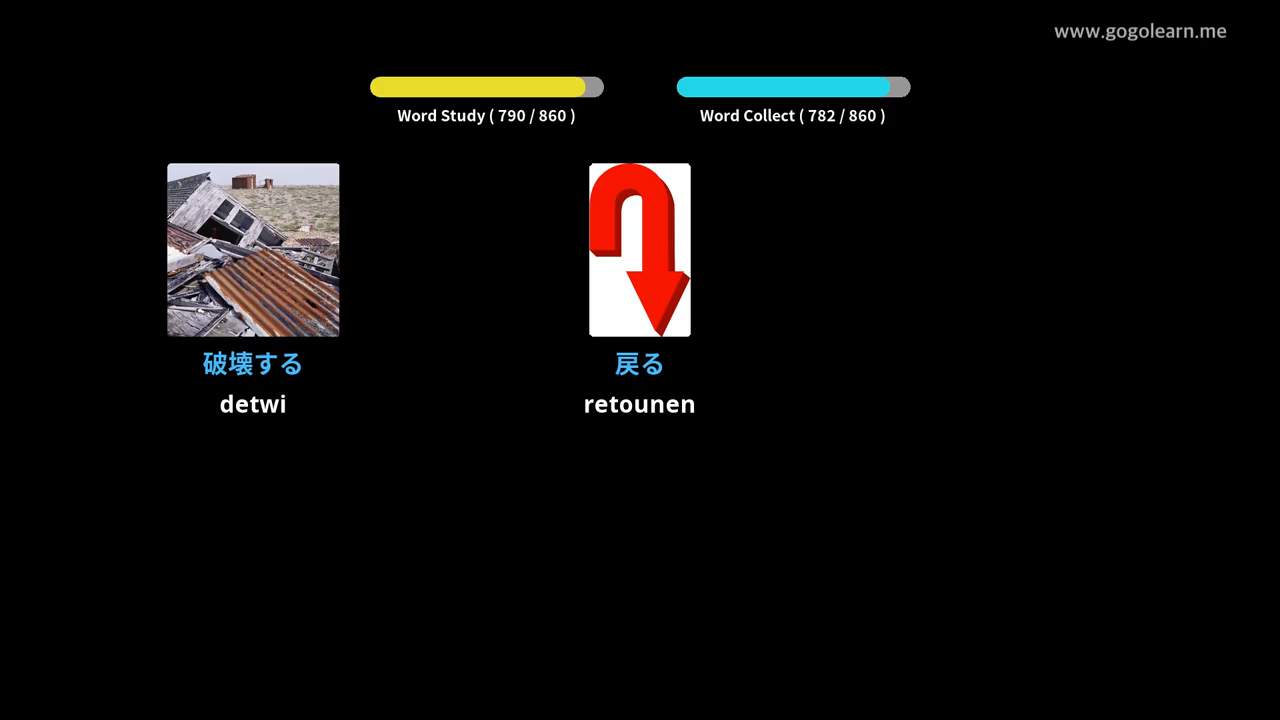 www.gogolearn.me
Word Study ( 790 / 860 )
Word Collect ( 782 / 860 )
破壊する
detwi
戻る
retounen